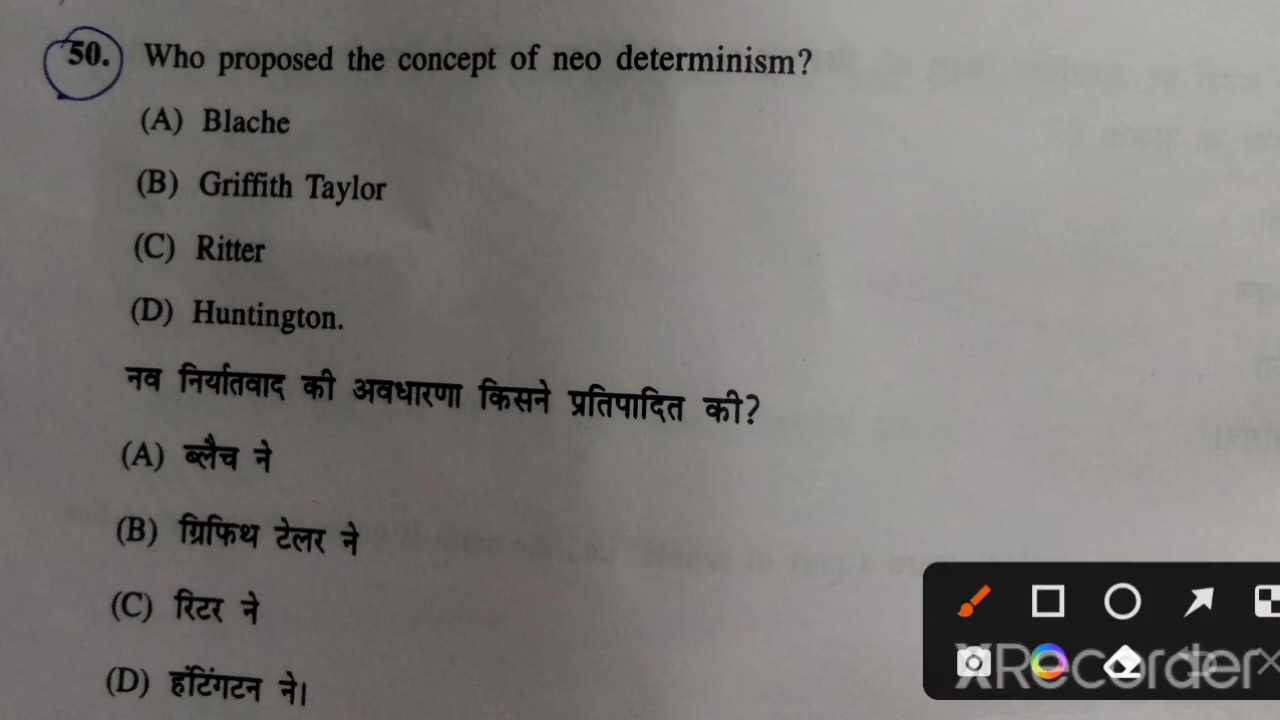 50. Who proposed the concept of neo determinism?
(A) Blache
(B) Griffith Taylor
(C) Ritter
(D) Huntington.
नव निर्यातवाद की अवधारणा किसने प्रतिपादित की?
(A) ब्लैच ने
(B) ग्रिफिथ टेलर ने
(C) रिटर ने
(D) हंटिंगटन ने।
XRecorder